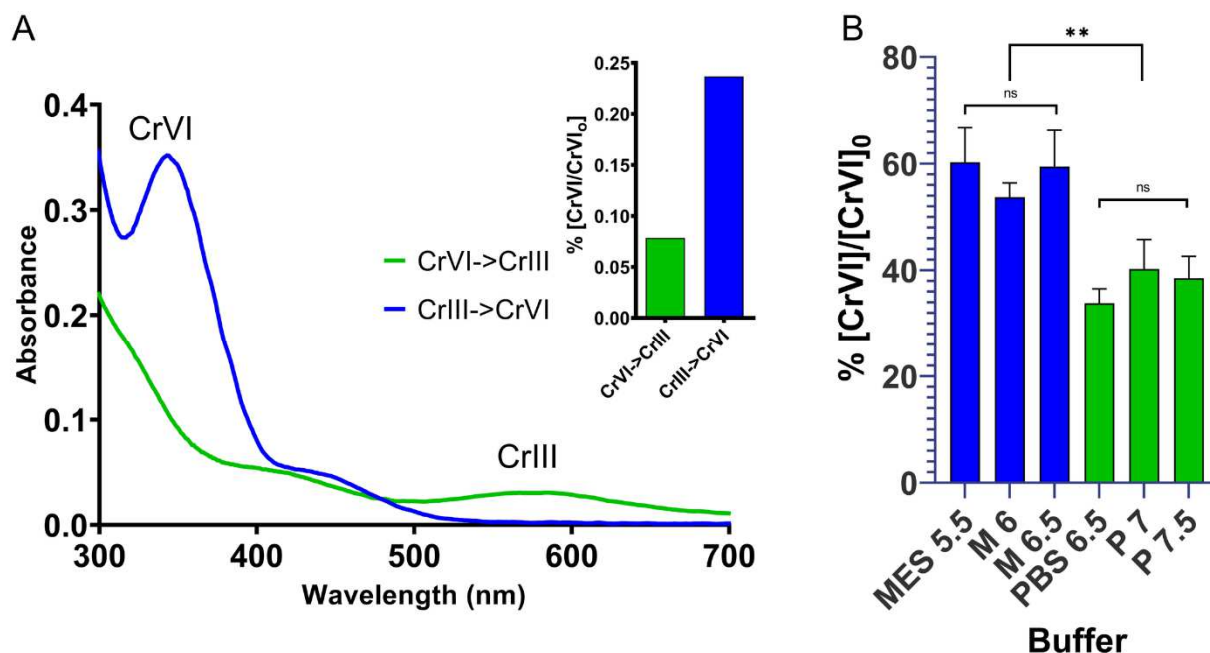 A
Absorbance
0.4
0.3
0.2
0.1
0.0
300
400
500
600
700
Wavelength (nm)
CrVI
CrIII
CrVI->CrIII
CrIII->CrVI
% [CrVI/CrVIo]
0.25
0.20
0.15
0.10
0.05
0.00
CrVI->CrIII
CrIII->CrVI
B
% [CrVI]/[CrVI]0
80
60
40
20
0
**
ns
ns
MES 5.5
M 6
M 6.5
PBS 6.5
P 7
P 7.5
Buffer